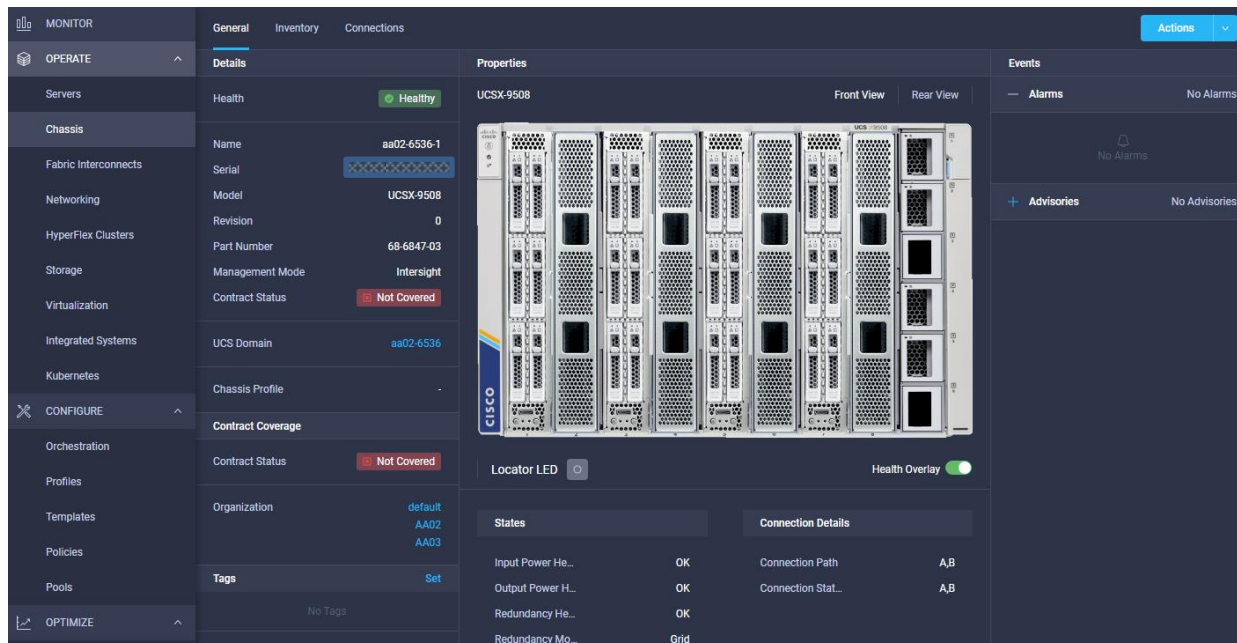 MONITOR
OPERATE
Servers
Chassis
Fabric Interconnects
Networking
HyperFlex Clusters
Storage
Virtualization
Integrated Systems
Kubernetes
CONFIGURE
Orchestration
Profiles
Templates
Policies
Pools
OPTIMIZE
General Inventory Connections
Actions
Details
Health Healthy
Name aa02-6536-1
Serial XXXXXXXXXXX
Model UCSX-9508
Revision 0
Part Number 68-6847-03
Management Mode Intersight
Contract Status Not Covered
UCS Domain aa02-6536
Chassis Profile -
Contract Coverage
Contract Status Not Covered
Organization default
AA02
AA03
Tags Set
No Tags
Properties
UCSX-9508 Front View Rear View
CISCO
Locator LED Health Overlay
States
Input Power He... OK
Output Power H... OK
Redundancy He... OK
Redundancy Mo... Grid
Connection Details
Connection Path A,B
Connection Stat... A,B
Events
Alarms No Alarms
No Alarms
Advisories No Advisories